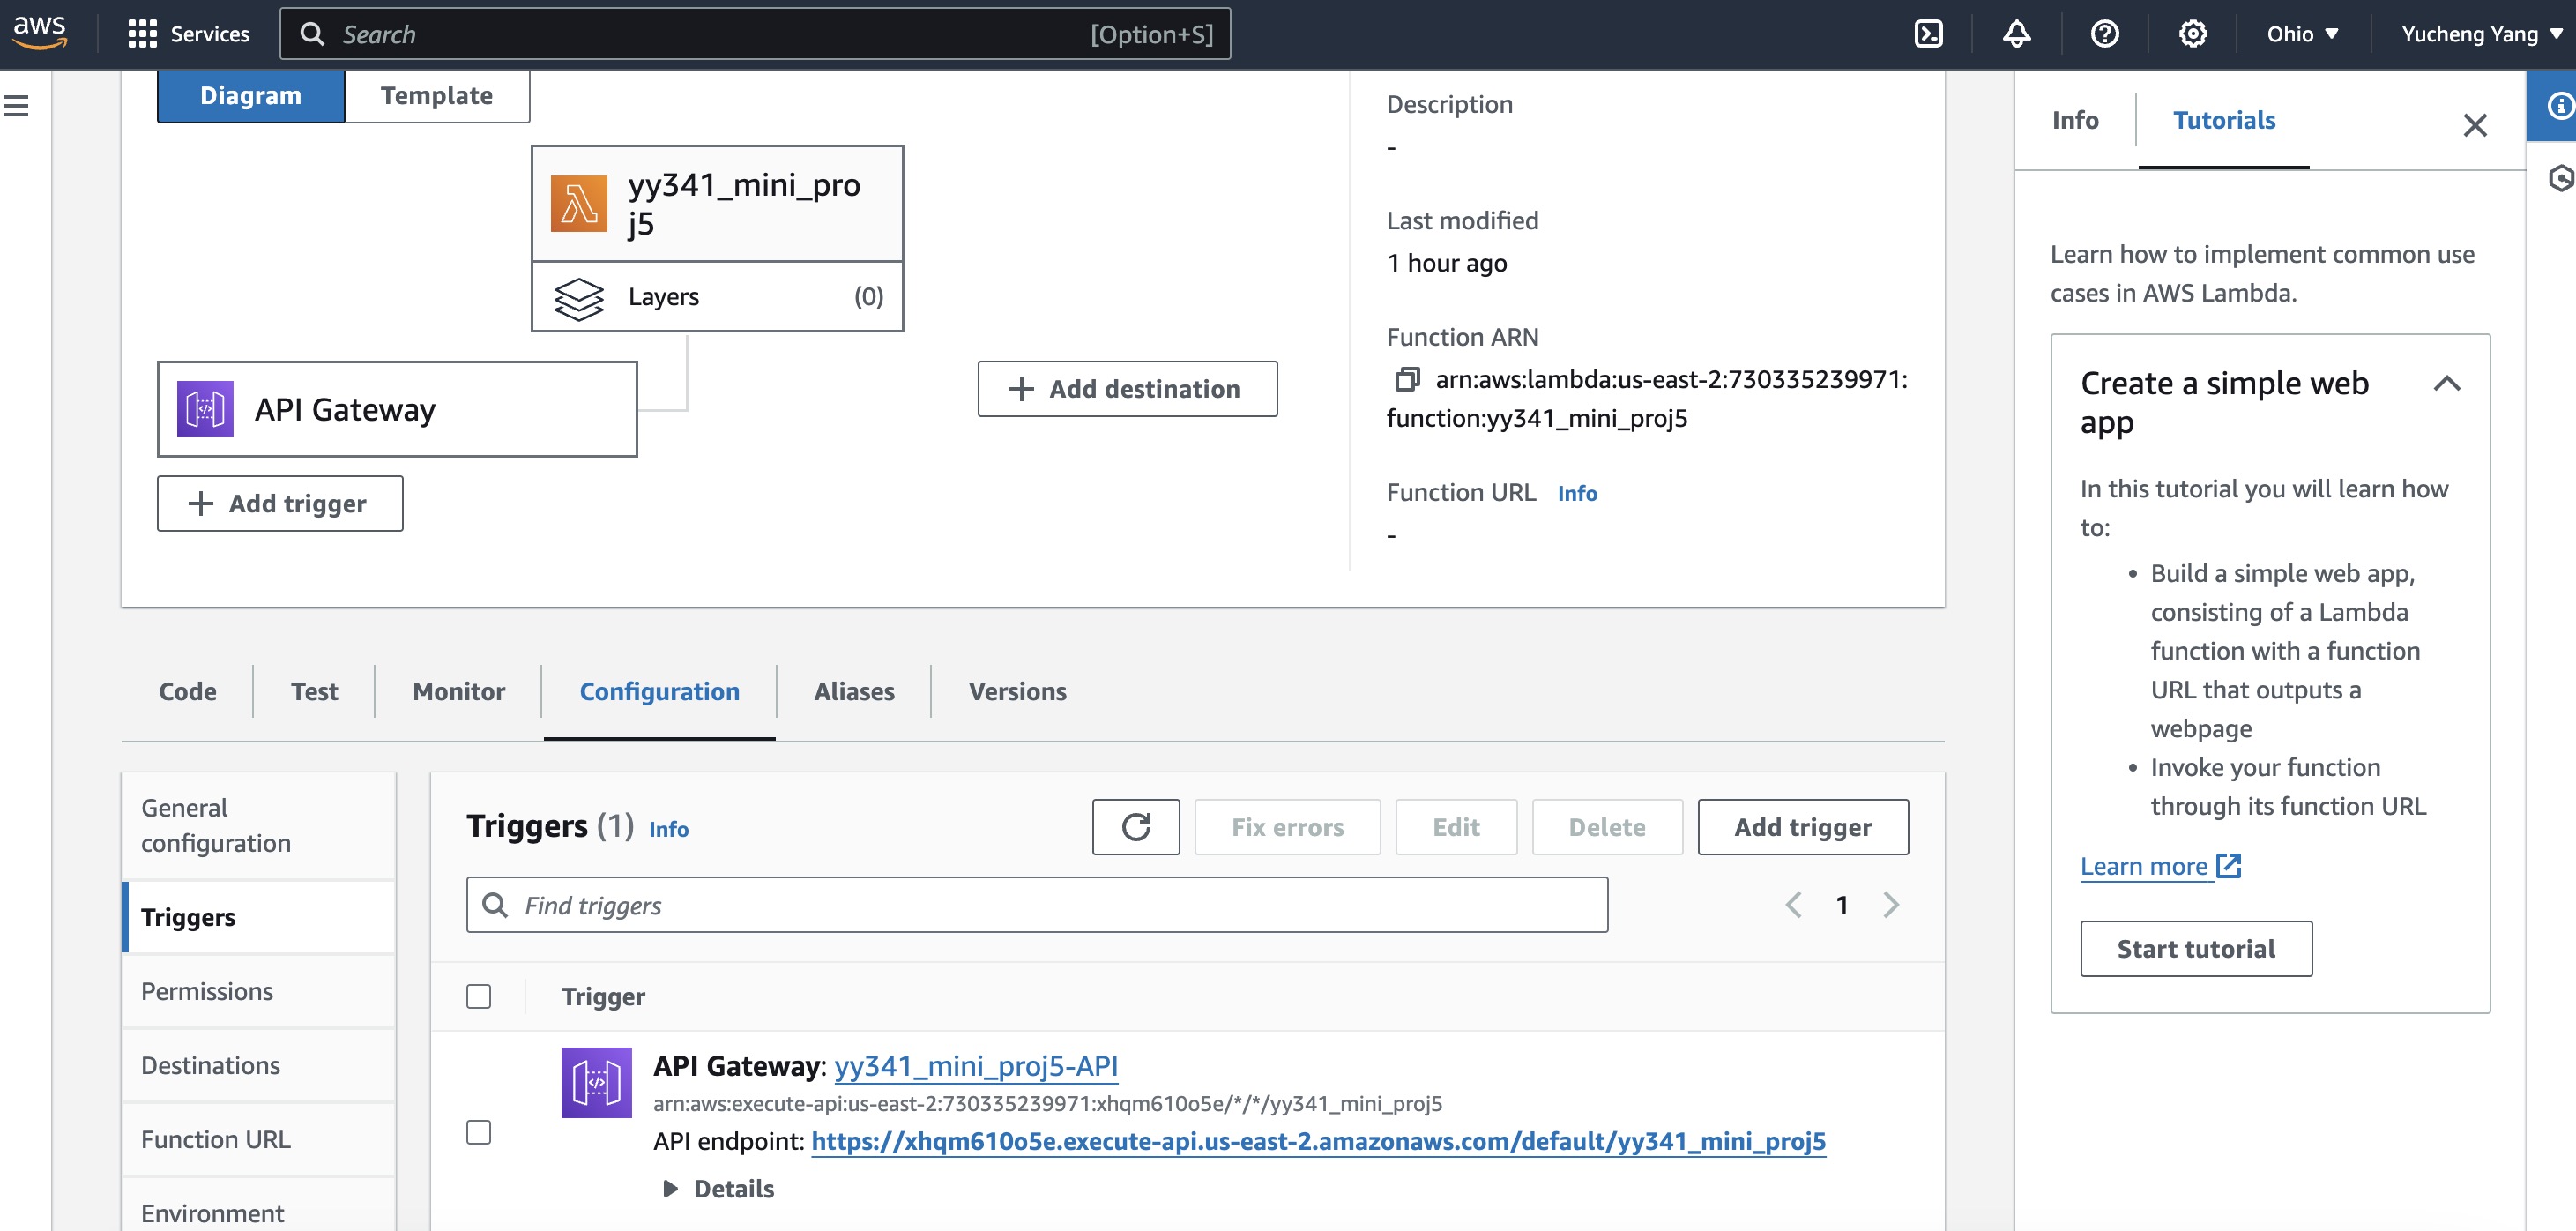 aws
Services
Search
[Option+S]
Ohio
Yucheng Yang
Diagram
Template
yy341_mini_pro
j5
Layers
(0)
API Gateway
+ Add trigger
+ Add destination
Description
-
Last modified
1 hour ago
Function ARN
arn:aws:lambda:us-east-2:730335239971:
function:yy341_mini_proj5
Function URL Info
-
Code
Test
Monitor
Configuration
Aliases
Versions
General
configuration
Triggers
Permissions
Destinations
Function URL
Environment
Triggers (1) Info
Fix errors
Edit
Delete
Add trigger
Find triggers
1
Trigger
API Gateway: yy341_mini_proj5-API
arn:aws:execute-api:us-east-2:730335239971:xhqm610o5e/*/*/yy341_mini_proj5
API endpoint: https://xhqm610o5e.execute-api.us-east-2.amazonaws.com/default/yy341_mini_proj5
Details
Info
Tutorials
Learn how to implement common use
cases in AWS Lambda.
Create a simple web
app
In this tutorial you will learn how
to:
• Build a simple web app,
consisting of a Lambda
function with a function
URL that outputs a
webpage
• Invoke your function
through its function URL
Learn more
Start tutorial